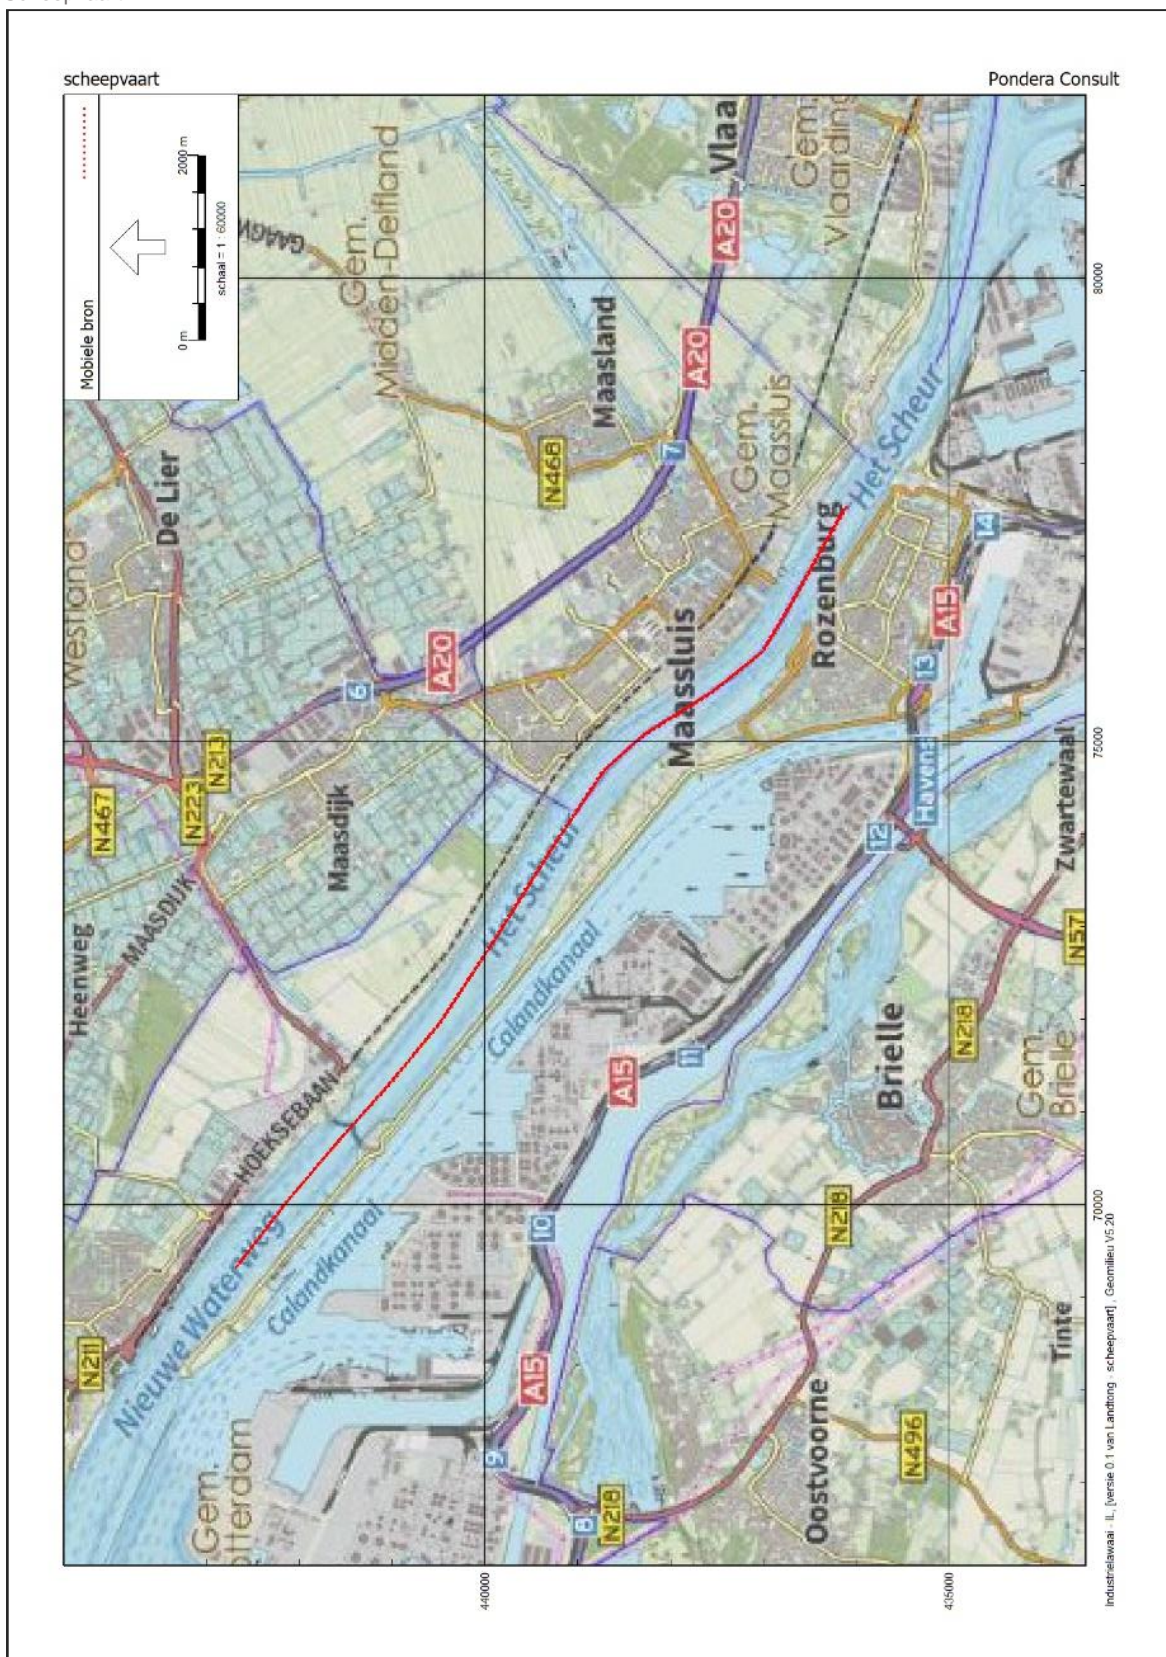 scheepvaart
Pondera Consult
Mobiele bron
0 m
2000 m
schaal = 1 : 60000
Gem.
Midden-Delfland
Vlaa
Gem.
Vlaarding
A20
80000
Maasland
A20
Westland
De Lier
N468
7
Gem.
Maassluis
Het Scheur
Rozenburg
14
A20
6
Maassluis
A15
13
75000
N467
N223
N213
Maasdijk
Havens
12
Zwartewaal
Heenweg
MAASDIJK
Het Scheur
Calandkanaal
N57
HOEKSEBAAN
A15
11
Brielle
N218
Gem.
Brielle
Nieuwe Waterweg
Calandkanaal
10
N218
70000
N211
A15
Tinte
Gem.
otterdam
9
8
N218
Oostvoorne
N496
440000
435000
Industrielawaai - IL, [versie 0.1 van Landtong - scheepvaart] , Geomilieu V5.20